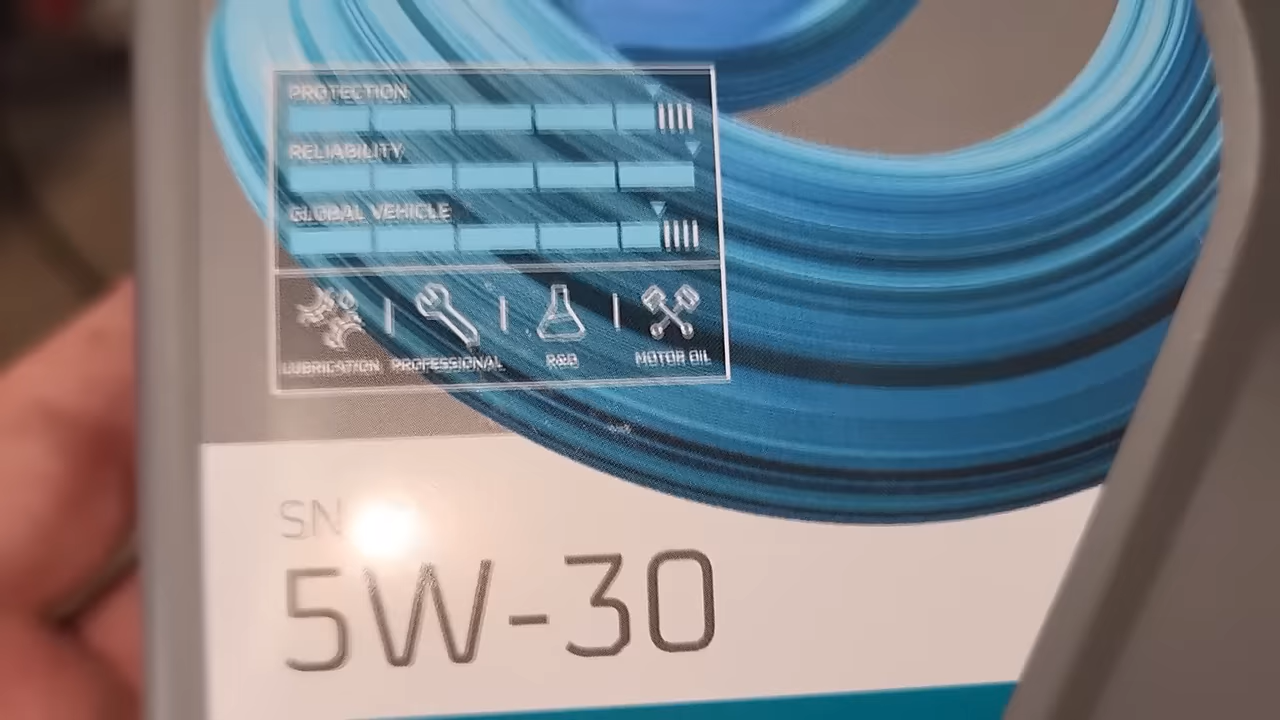 PROTECTION
RELIABILITY
GLOBAL VEHICLE
LUBRICATION PROFESSIONAL R&D MOTOR OIL
SN
5W-30